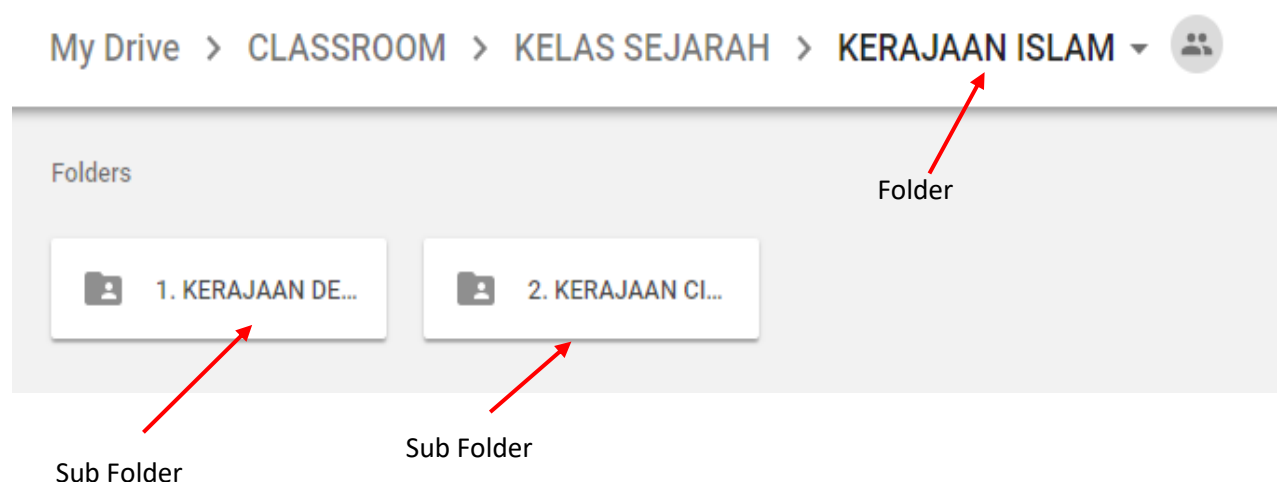 My Drive > CLASSROOM > KELAS SEJARAH > KERAJAAN ISLAM
Folders
Folder
1. KERAJAAN DE... 2. KERAJAAN CI...
Sub Folder
Sub Folder